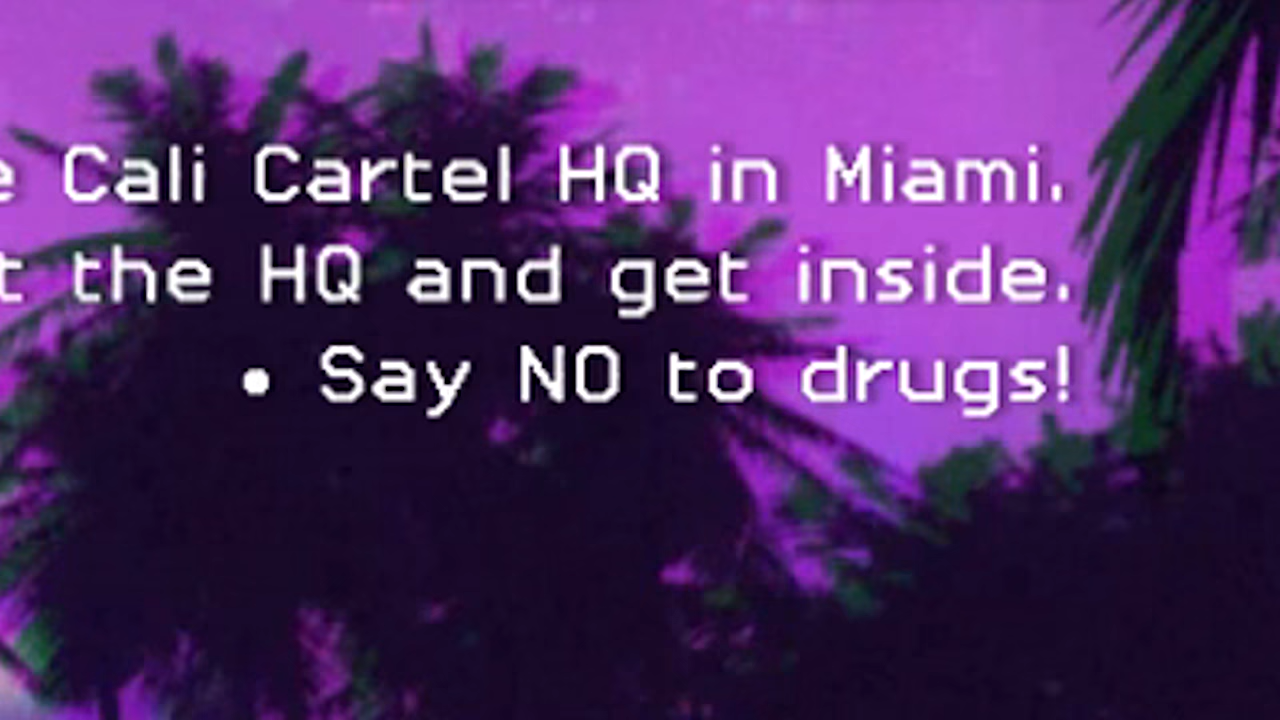 Cali Cartel HQ in Miami.
the HQ and get inside.
• Say NO to drugs!